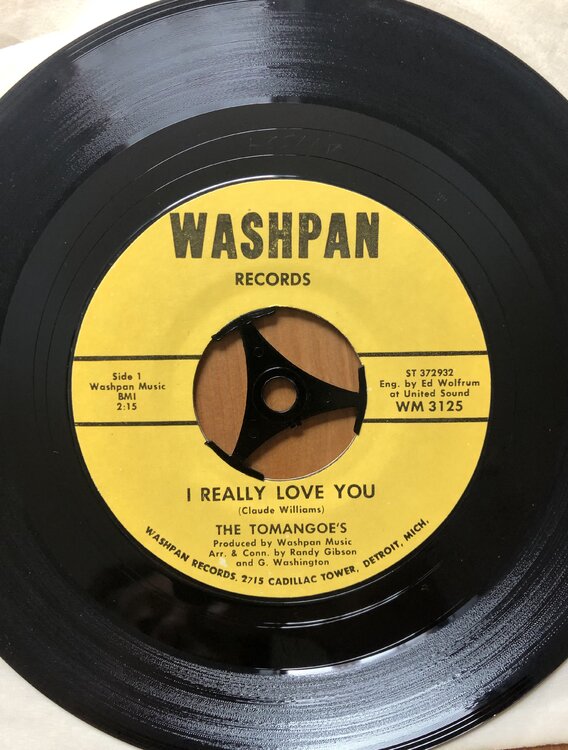 WASHPAN
RECORDS
Side 1
Washpan Music
BMI
2:15
ST 372932
Eng. by Ed Wolfrum
at United Sound
WM 3125
I REALLY LOVE YOU
(Claude Williams)
THE TOMANGOE'S
Produced by Washpan Music
Arr. & Conn. by Randy Gibson
and G. Washington
WASHPAN RECORDS, 2715 CADILLAC TOWER, DETROIT, MICH.